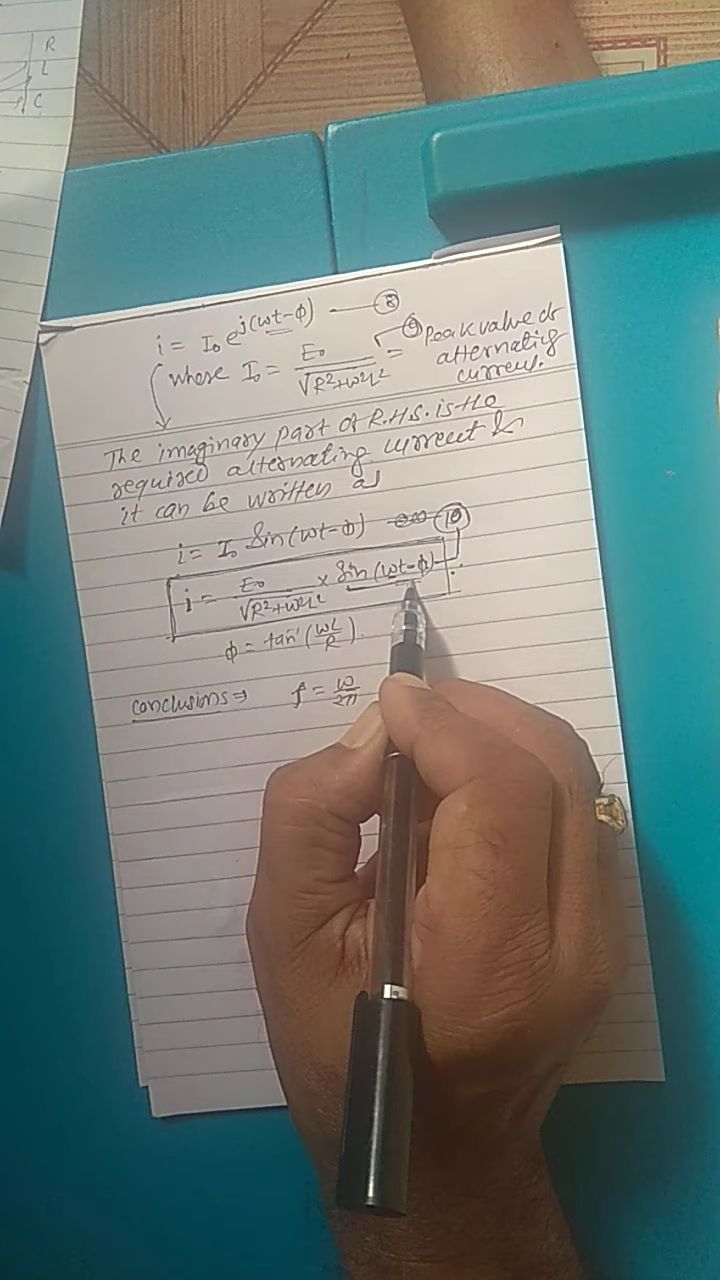 R
L
C
i = I₀ e^j(ωt-ϕ) — ⑧
where I₀ = E₀/√R²+ω²L² = ⑨ Peak value of alternating current.
The imaginary part of R.H.S. is the
required alternating current &
it can be written as
i = I₀ Sin(ωt-ϕ) — ⑩
i = E₀/√R²+ω²L² × Sin(ωt-ϕ)
ϕ = tan⁻¹(ωL/R).
conclusions ⇒ f = ω/2π